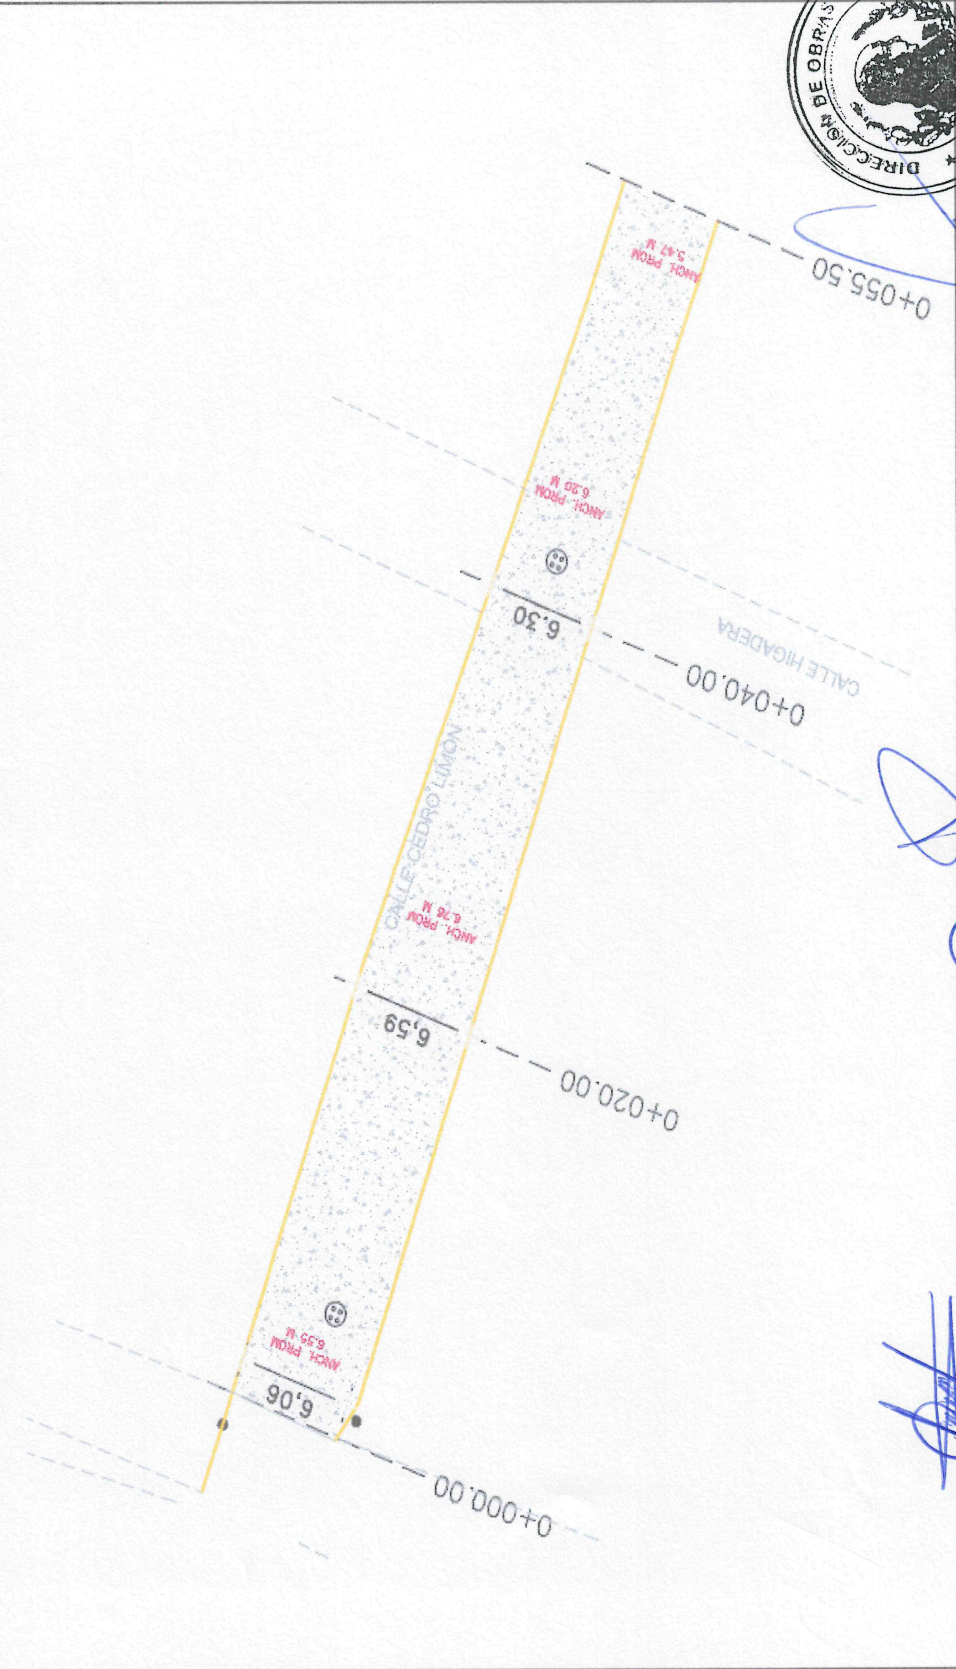 DIRECCIÓN DE OBRAS
0+055.50
ANCH. PROM
5.47 M
ANCH. PROM
6.20 M
6.30
0+040.00
CALLE HIGADERA
CALLE CEDRO LIMÓN
ANCH. PROM
6.76 M
6,59
0+020.00
ANCH. PROM
6.55 M
6,06
0+000.00